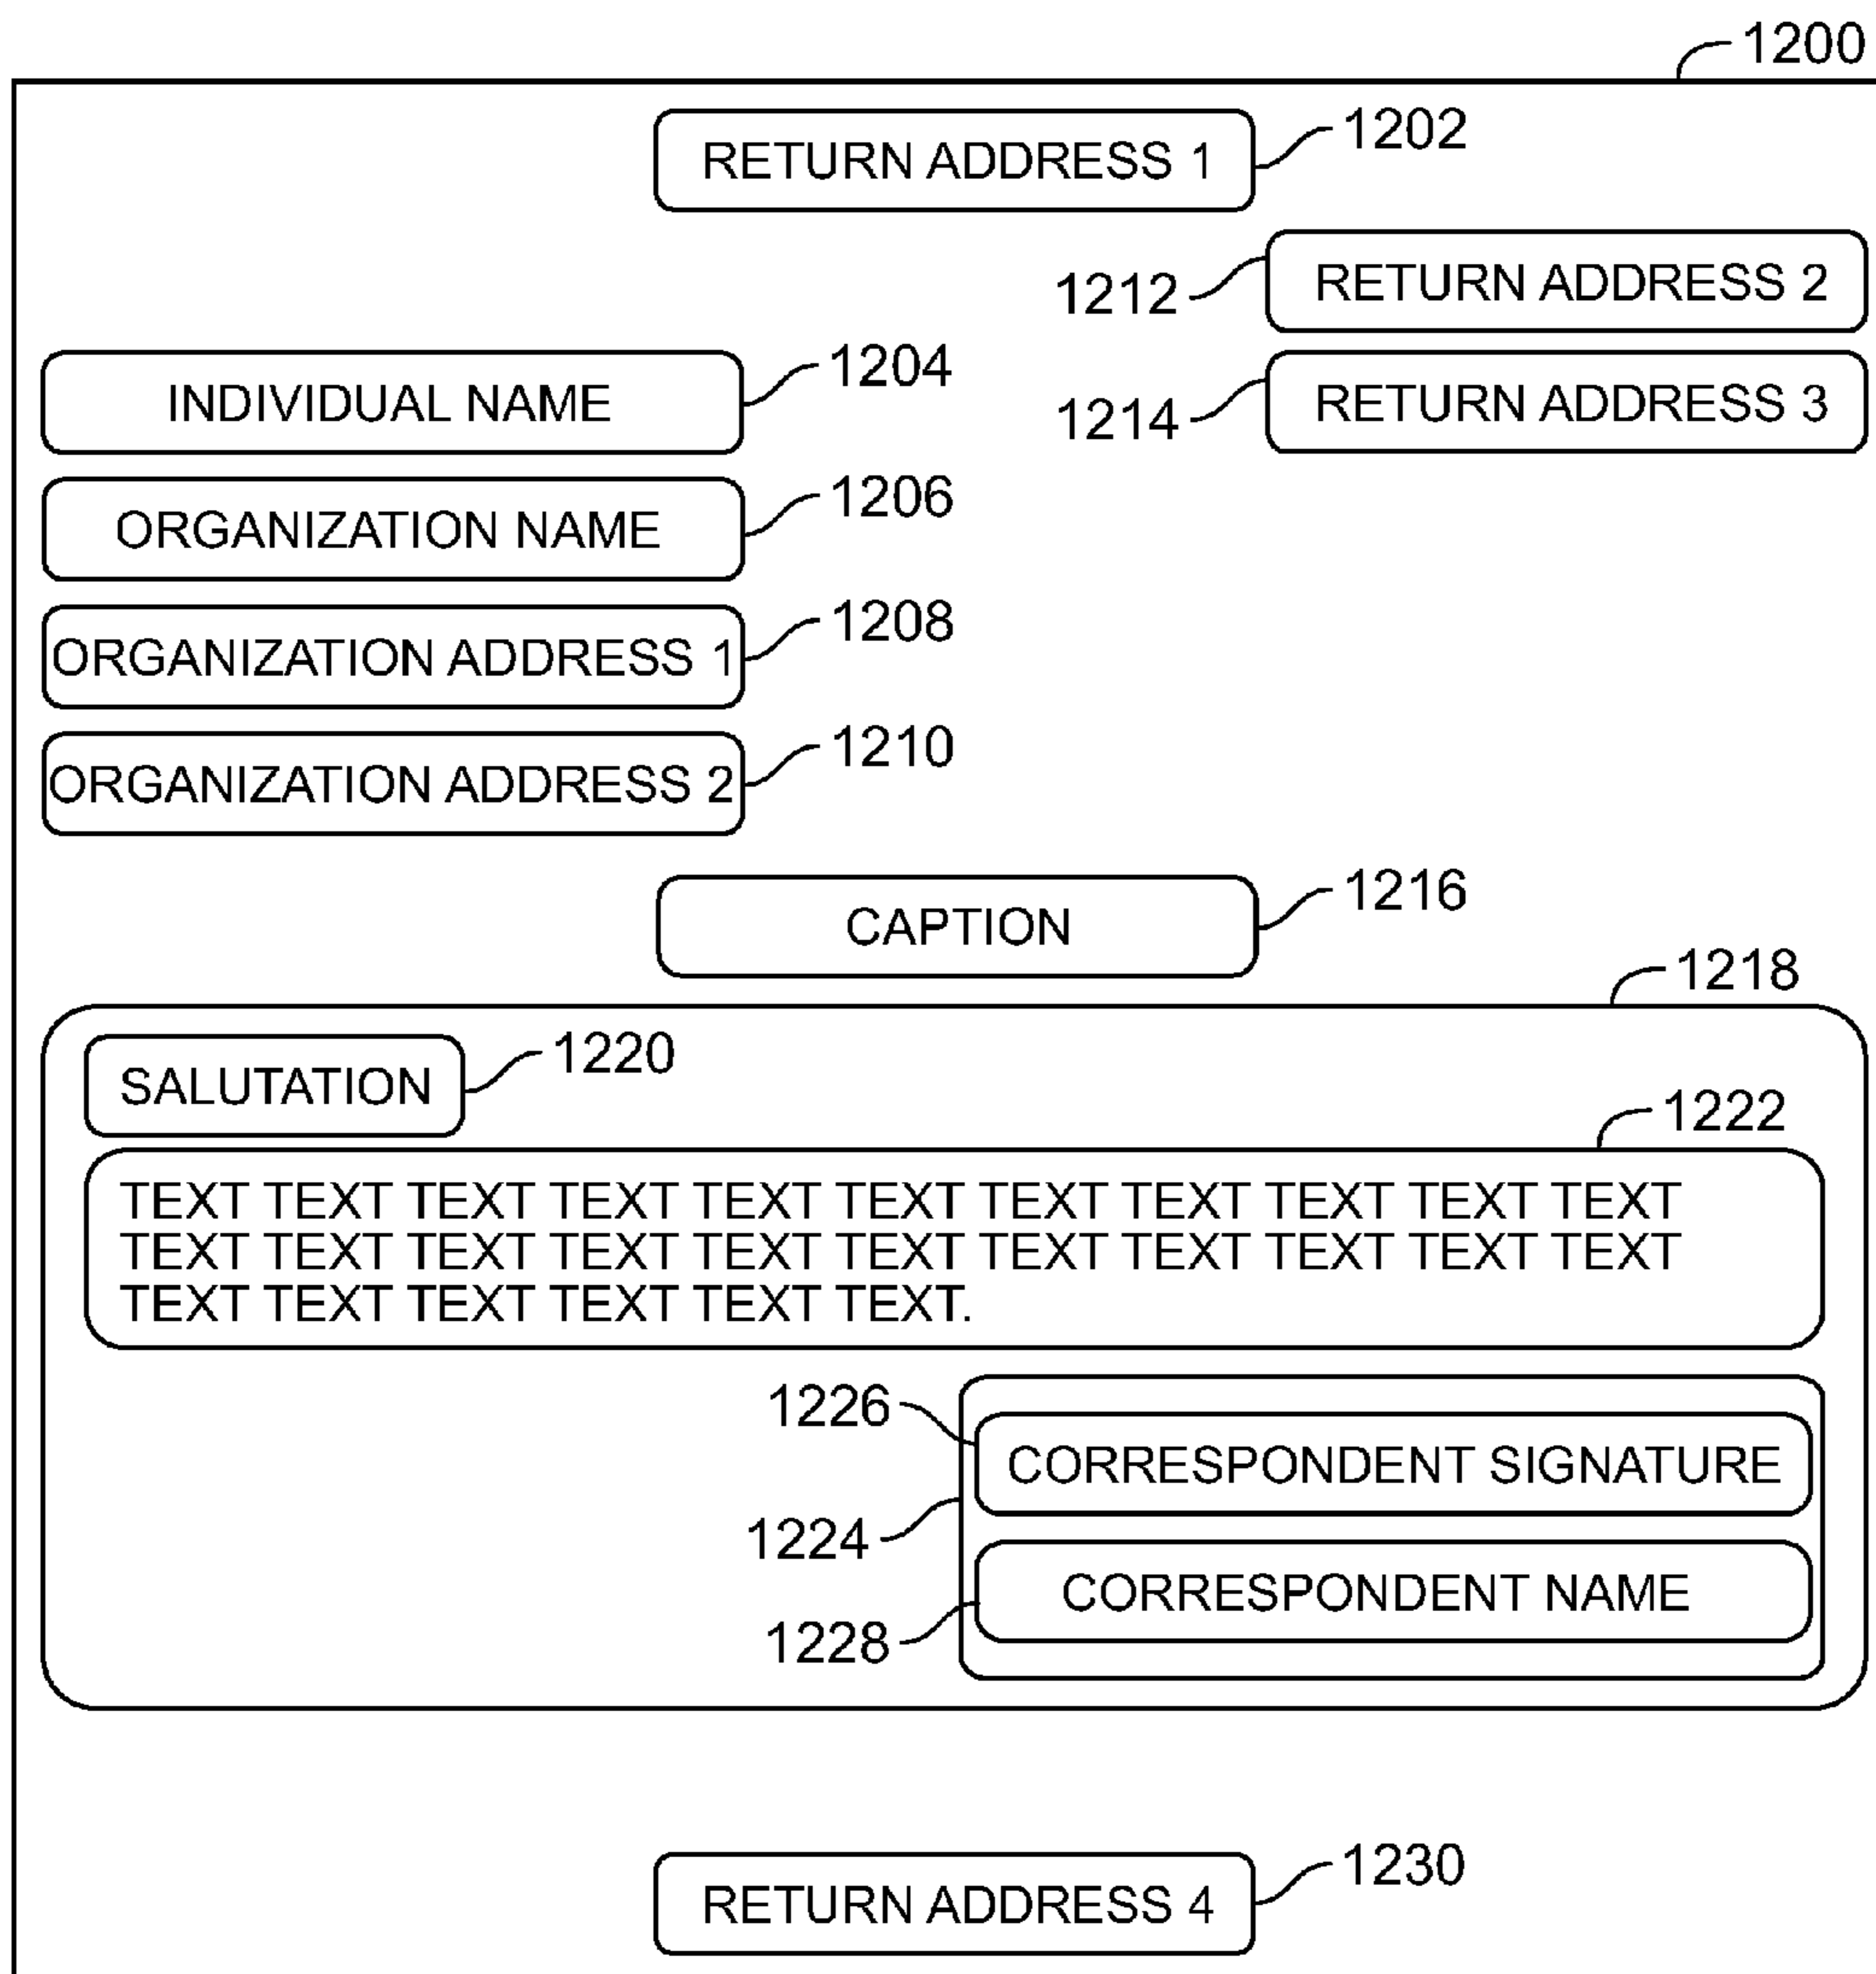 1200
RETURN ADDRESS 1
1202
1212
RETURN ADDRESS 2
INDIVIDUAL NAME
1204
1214
RETURN ADDRESS 3
ORGANIZATION NAME
1206
ORGANIZATION ADDRESS 1
1208
ORGANIZATION ADDRESS 2
1210
CAPTION
1216
1218
SALUTATION
1220
1222
TEXT TEXT TEXT TEXT TEXT TEXT TEXT TEXT TEXT TEXT TEXT
TEXT TEXT TEXT TEXT TEXT TEXT TEXT TEXT TEXT TEXT TEXT
TEXT TEXT TEXT TEXT TEXT TEXT.
1226
CORRESPONDENT SIGNATURE
1224
CORRESPONDENT NAME
1228
RETURN ADDRESS 4
1230